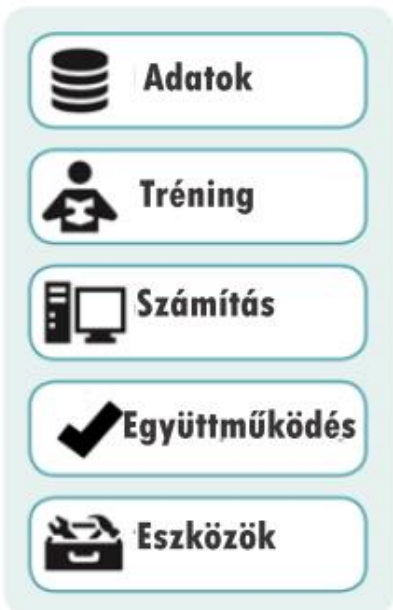 Adatok
Tréning
Számítás
Együttműködés
Eszközök